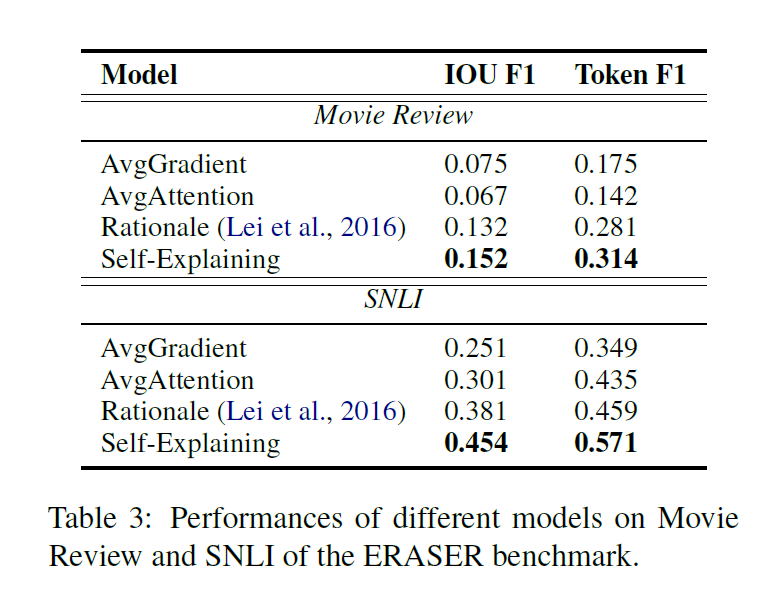 Model IOU F1 Token F1
Movie Review
AvgGradient 0.075 0.175
AvgAttention 0.067 0.142
Rationale (Lei et al., 2016) 0.132 0.281
Self-Explaining 0.152 0.314
SNLI
AvgGradient 0.251 0.349
AvgAttention 0.301 0.435
Rationale (Lei et al., 2016) 0.381 0.459
Self-Explaining 0.454 0.571
Table 3: Performances of different models on Movie
Review and SNLI of the ERASER benchmark.